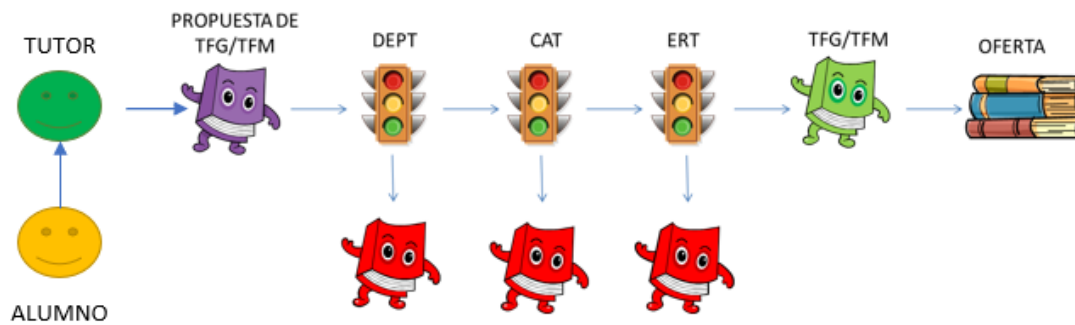 TUTOR
PROPUESTA DE
TFG/TFM
DEPT
CAT
ERT
TFG/TFM
OFERTA
ALUMNO